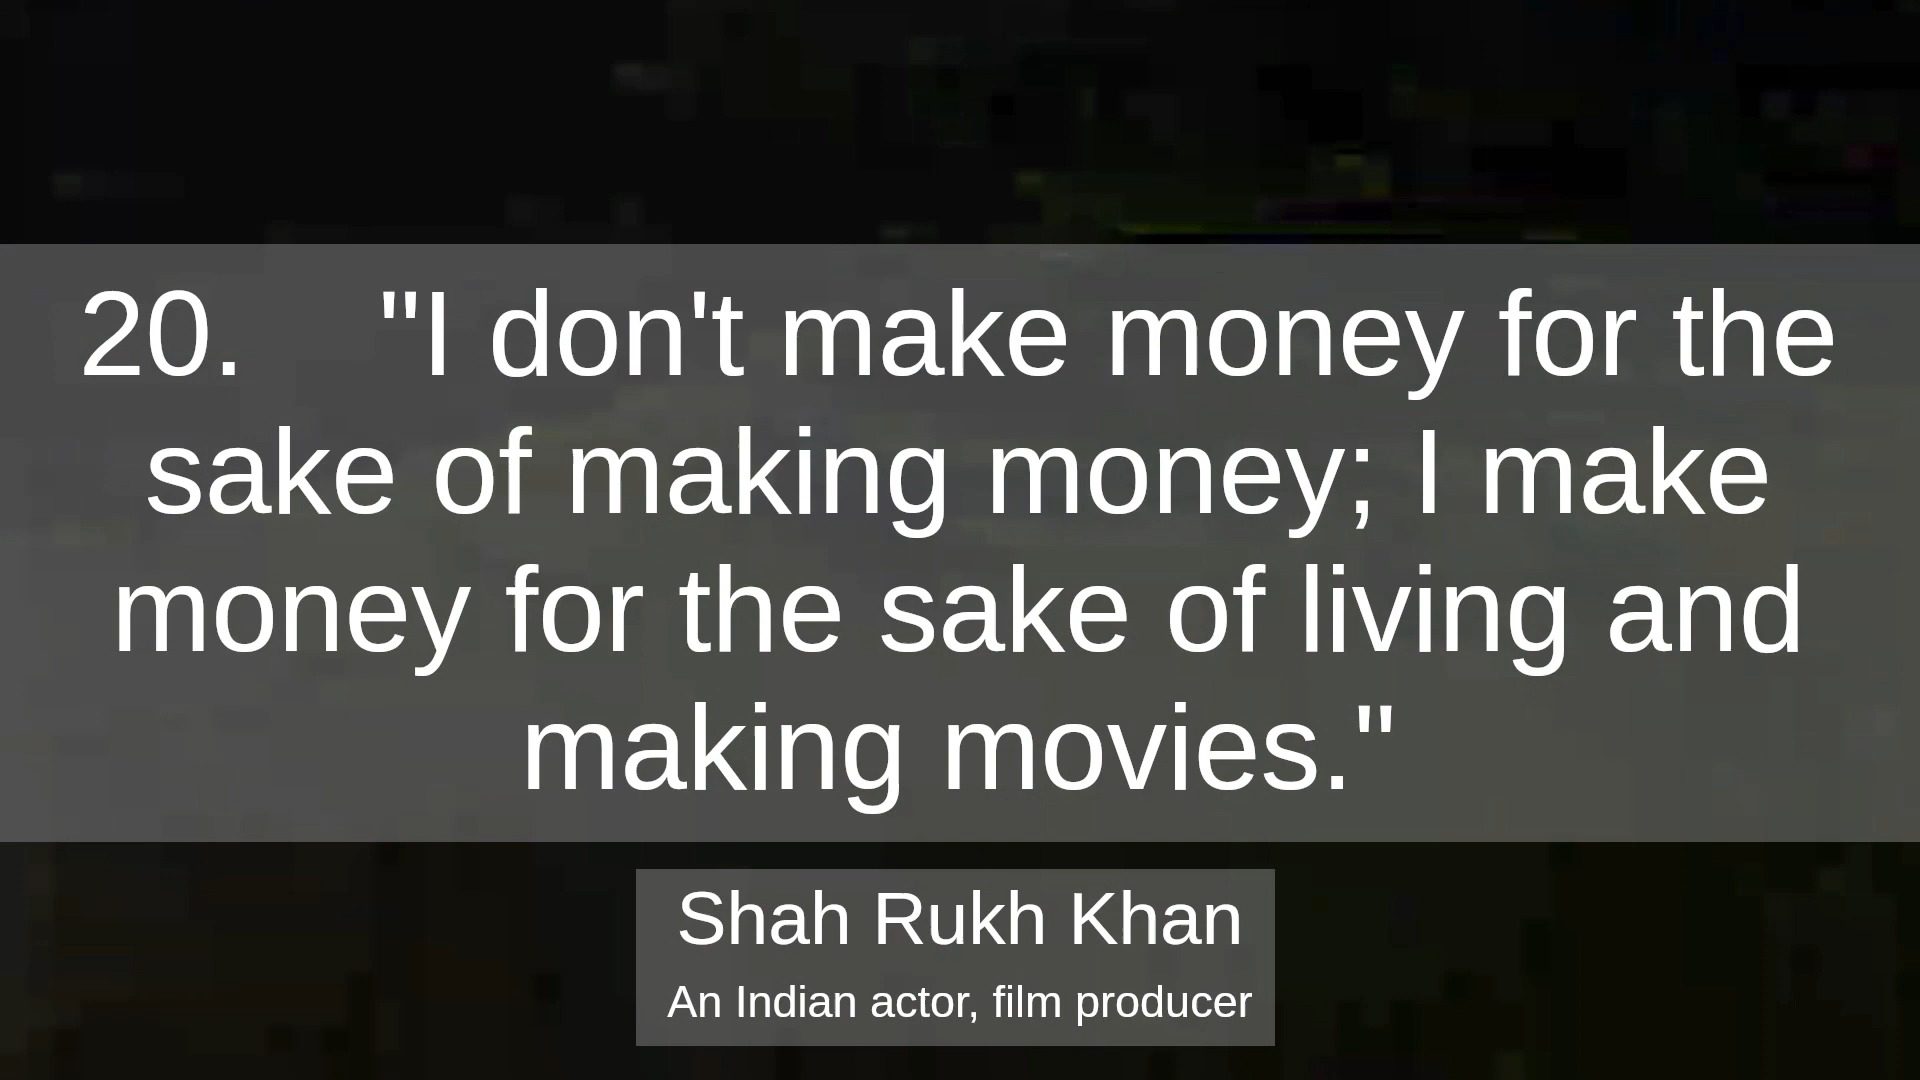 20. "I don't make money for the
sake of making money; I make
money for the sake of living and
making movies."
Shah Rukh Khan
An Indian actor, film producer